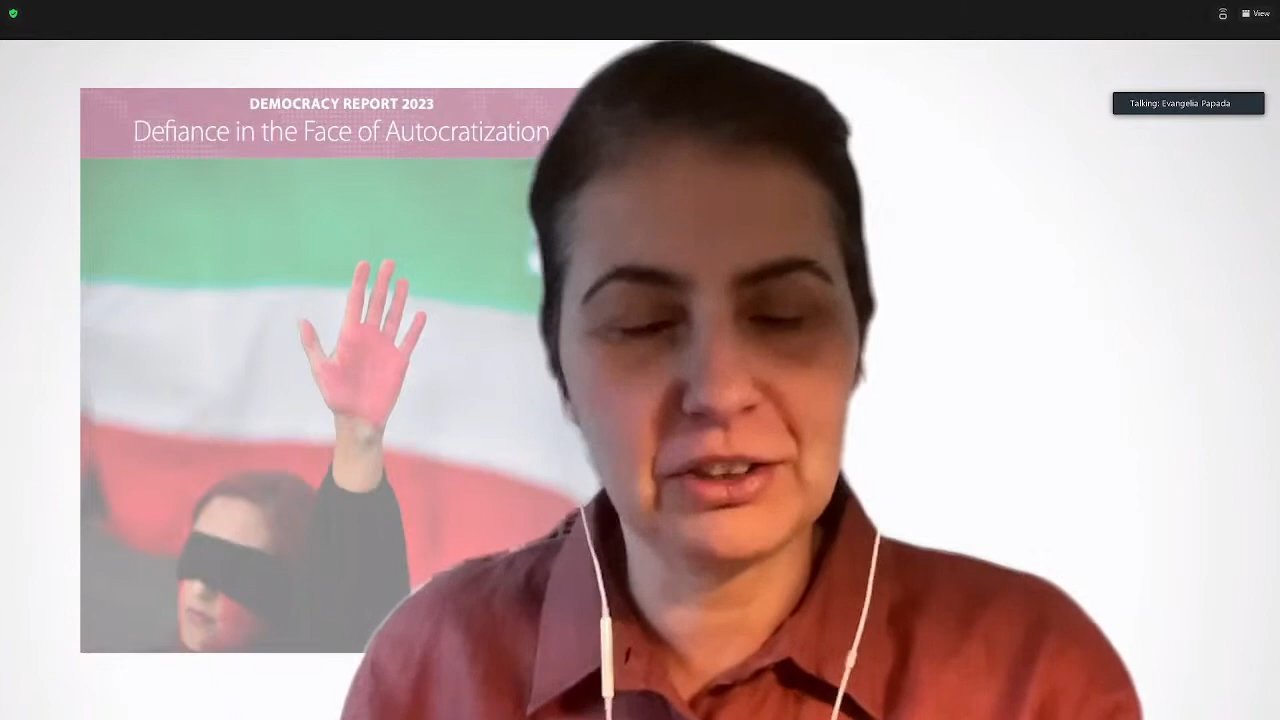 View
DEMOCRACY REPORT 2023
Defiance in the Face of Autocratization
Talking: Evangelia Papada